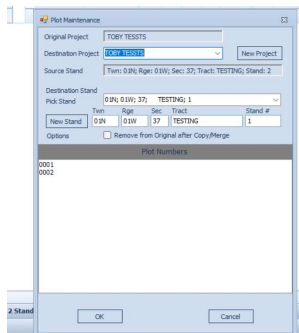 Plot Maintenance
Original Project TOBY TESSTS
Destination Project TOBY TESSTS New Project
Source Stand Twn: 01N; Rge: 01W; Sec: 37; Tract: TESTING; Stand: 2
Destination Stand
Pick Stand 01N; 01W; 37; TESTING; 1
Twn Rge Sec Tract Stand #
New Stand 01N 01W 37 TESTING 1
Options Remove from Original after Copy/Merge
Plot Numbers
0001
0002
2 Stand
OK Cancel